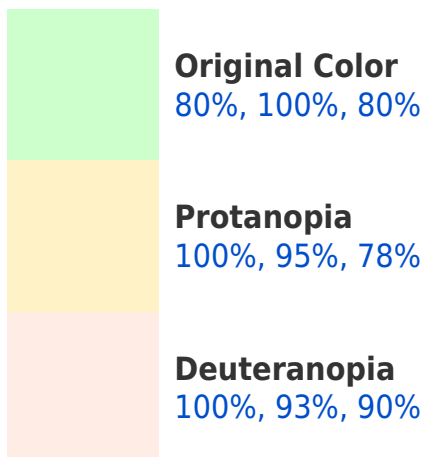 Original Color
80%, 100%, 80%
Protanopia
100%, 95%, 78%
Deuteranopia
100%, 93%, 90%